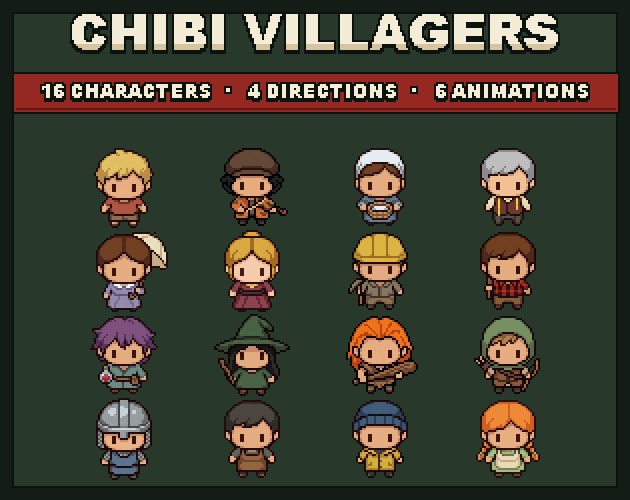 CHIBI VILLAGERS
16 CHARACTERS · 4 DIRECTIONS · 6 ANIMATIONS